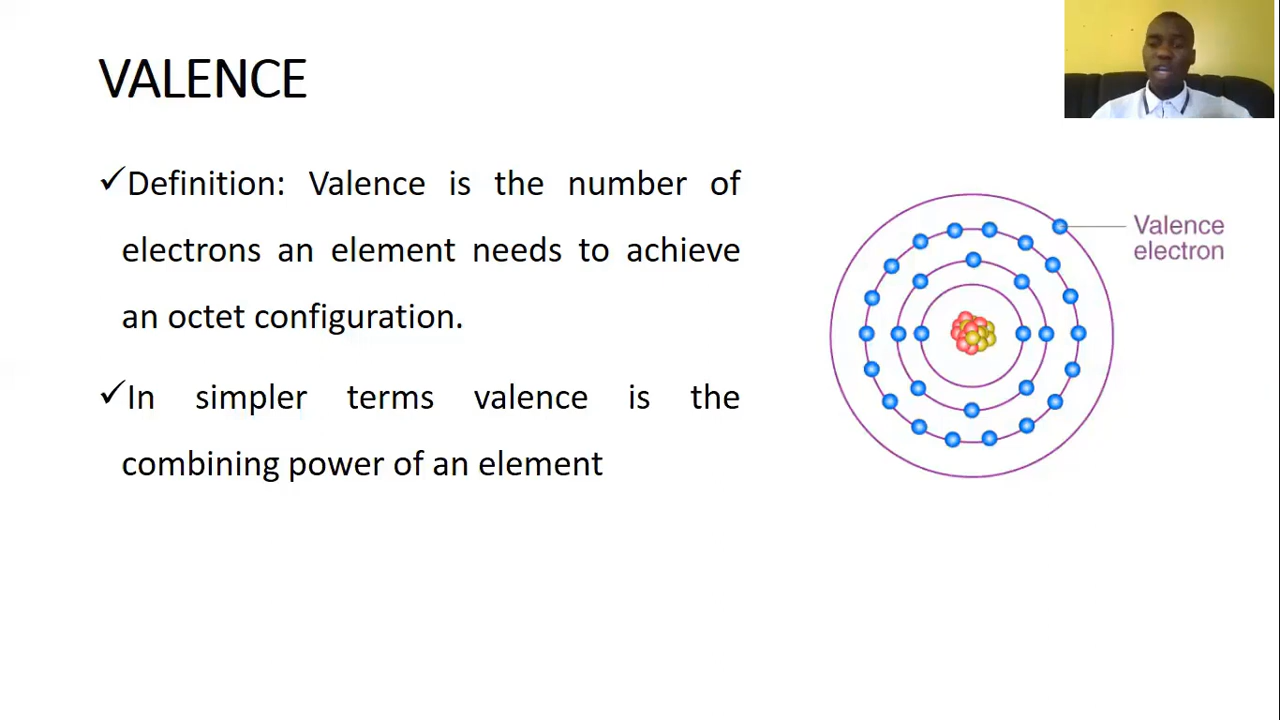 VALENCE
✓Definition: Valence is the number of
electrons an element needs to achieve
an octet configuration.
✓In simpler terms valence is the
combining power of an element
Valence
electron